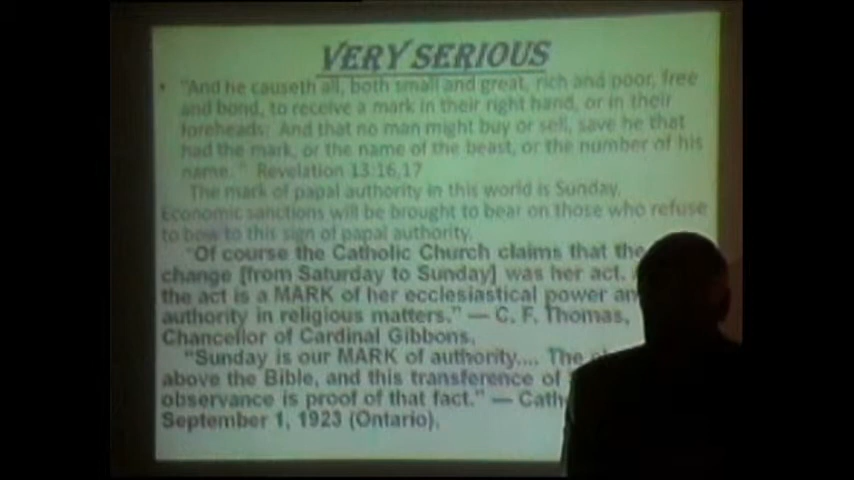 VERY SERIOUS
• "And he causeth all, both small and great, rich and poor, free
and bond, to receive a mark in their right hand, or in their
foreheads: And that no man might buy or sell, save he that
had the mark, or the name of the beast, or the number of his
name." Revelation 13:16,17
The mark of papal authority in this world is Sunday.
Economic sanctions will be brought to bear on those who refuse
to bow to this sign of papal authority.
"Of course the Catholic Church claims that the
change [from Saturday to Sunday] was her act.
the act is a MARK of her ecclesiastical power
authority in religious matters." — C. F. Thomas,
Chancellor of Cardinal Gibbons.
"Sunday is our MARK of authority.... The
above the Bible, and this transference of
observance is proof of that fact." —
September 1, 1923 (Ontario).